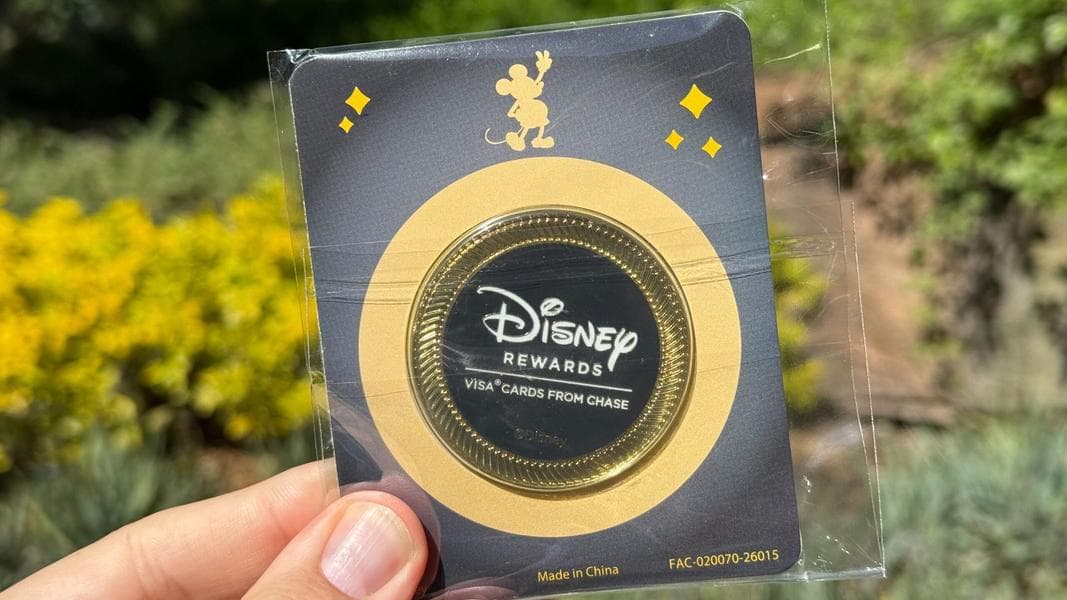 Disney
REWARDS
VISA® CARDS FROM CHASE
©Disney
Made in China
FAC-020070-26015